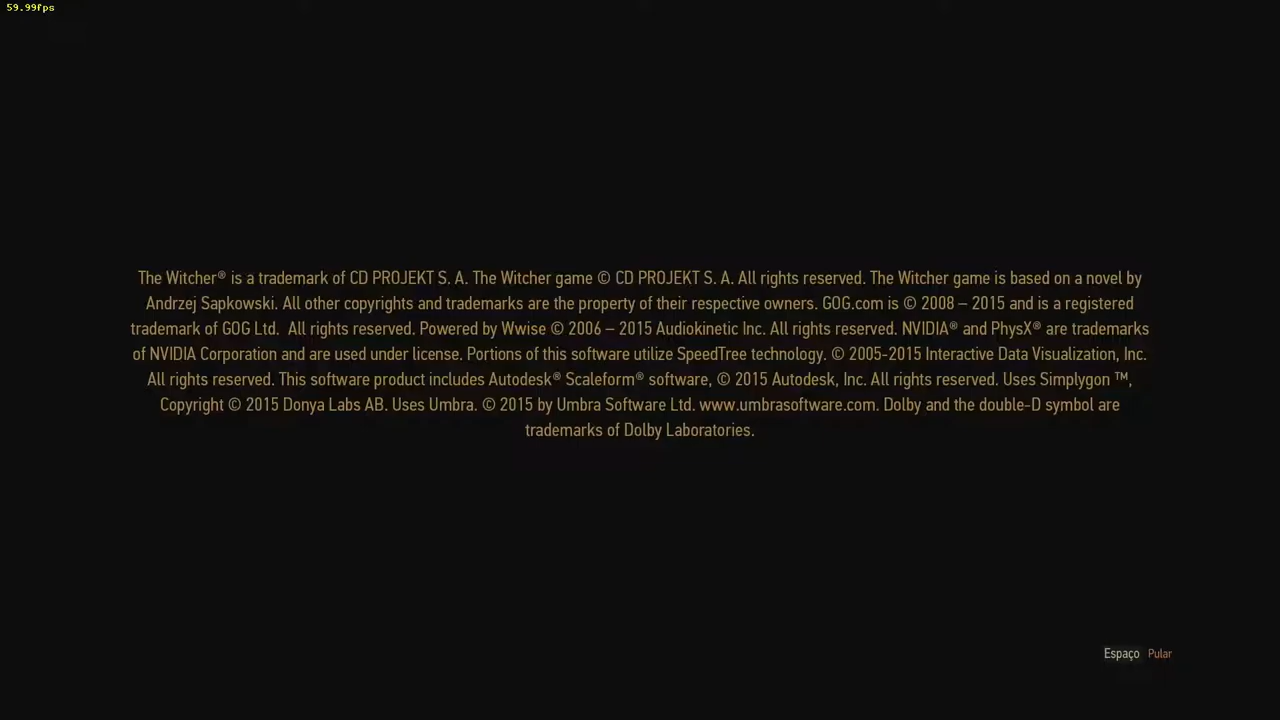 59.99fps
The Witcher® is a trademark of CD PROJEKT S. A. The Witcher game © CD PROJEKT S. A. All rights reserved. The Witcher game is based on a novel by
Andrzej Sapkowski. All other copyrights and trademarks are the property of their respective owners. GOG.com is © 2008 – 2015 and is a registered
trademark of GOG Ltd.  All rights reserved. Powered by Wwise © 2006 – 2015 Audiokinetic Inc. All rights reserved. NVIDIA® and PhysX® are trademarks
of NVIDIA Corporation and are used under license. Portions of this software utilize SpeedTree technology. © 2005-2015 Interactive Data Visualization, Inc.
All rights reserved. This software product includes Autodesk® Scaleform® software, © 2015 Autodesk, Inc. All rights reserved. Uses Simplygon ™,
Copyright © 2015 Donya Labs AB. Uses Umbra. © 2015 by Umbra Software Ltd. www.umbrasoftware.com. Dolby and the double-D symbol are
trademarks of Dolby Laboratories.
Espaço Pular